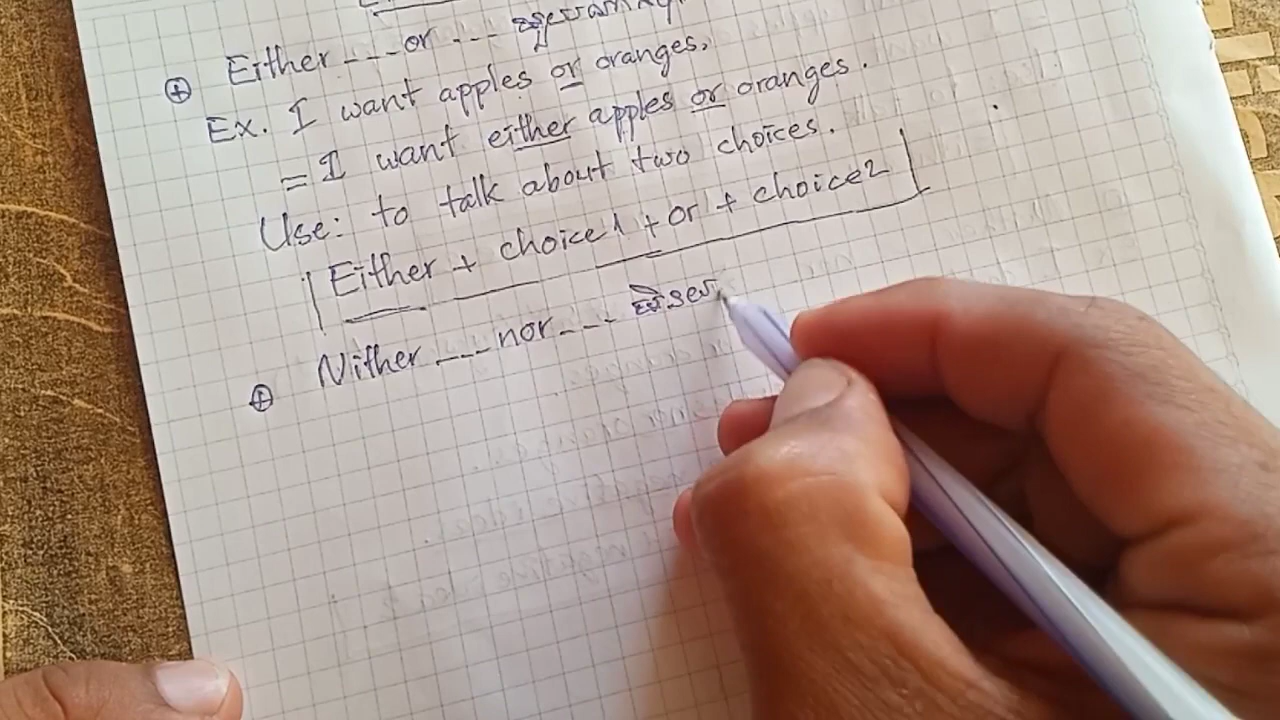 Either ---or ---
Ex. I want apples or oranges,
= I want either apples or oranges.
Use: to talk about two choices.
Either + choice1 + or + choice2
Nither ---nor---